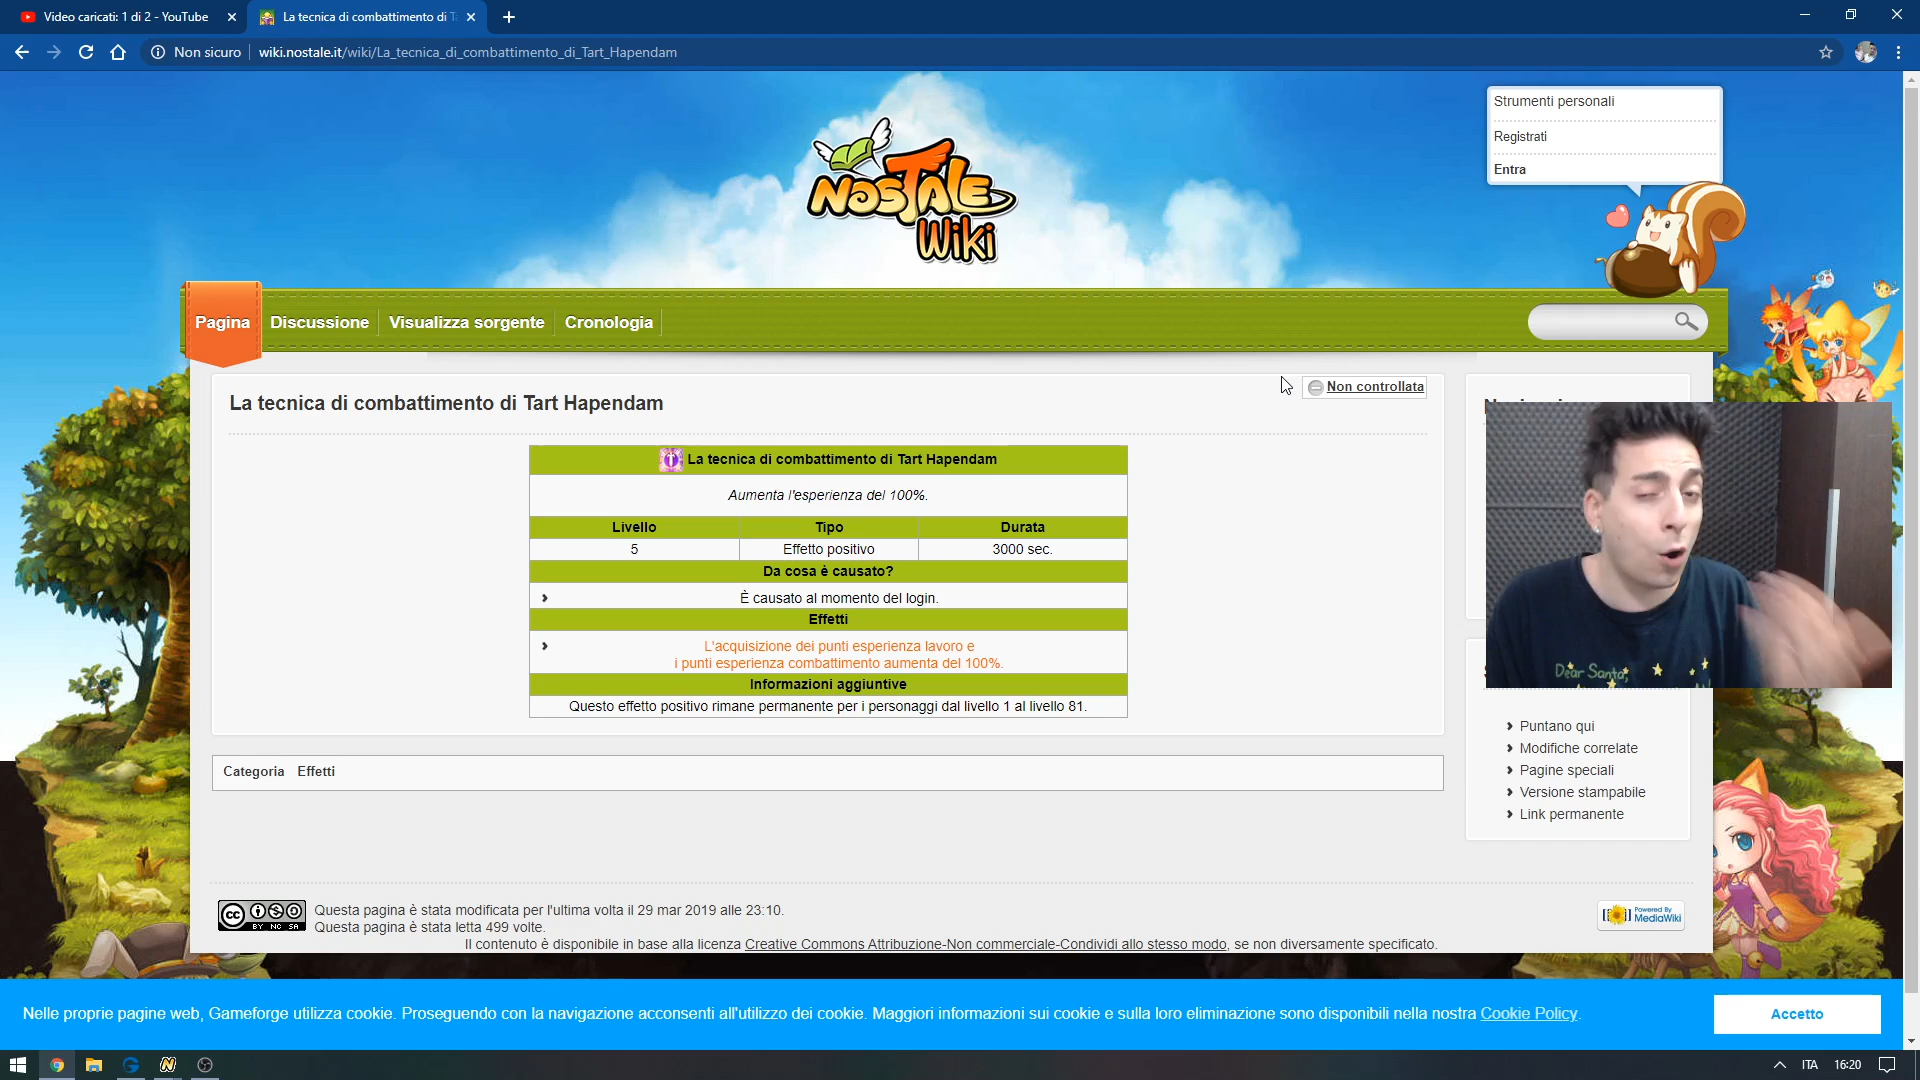 Video caricati: 1 di 2 - YouTube
La tecnica di combattimento di Ta
Non sicuro
wiki.nostale.it/wiki/La_tecnica_di_combattimento_di_Tart_Hapendam
Strumenti personali
Registrati
Entra
NosTale
Wiki
Pagina
Discussione
Visualizza sorgente
Cronologia
La tecnica di combattimento di Tart Hapendam
Non controllata
La tecnica di combattimento di Tart Hapendam
Aumenta l'esperienza del 100%.
Livello Tipo Durata
5 Effetto positivo 3000 sec.
Da cosa è causato?
È causato al momento del login.
Effetti
L'acquisizione dei punti esperienza lavoro e
i punti esperienza combattimento aumenta del 100%.
Informazioni aggiuntive
Questo effetto positivo rimane permanente per i personaggi dal livello 1 al livello 81.
Dear Santa,
Puntano qui
Modifiche correlate
Pagine speciali
Versione stampabile
Link permanente
Categoria Effetti
cc BY NC SA
Questa pagina è stata modificata per l'ultima volta il 29 mar 2019 alle 23:10.
Questa pagina è stata letta 499 volte.
Il contenuto è disponibile in base alla licenza Creative Commons Attribuzione-Non commerciale-Condividi allo stesso modo, se non diversamente specificato.
Powered By
MediaWiki
Nelle proprie pagine web, Gameforge utilizza cookie. Proseguendo con la navigazione acconsenti all'utilizzo dei cookie. Maggiori informazioni sui cookie e sulla loro eliminazione sono disponibili nella nostra Cookie Policy.
Accetto
ITA
16:20